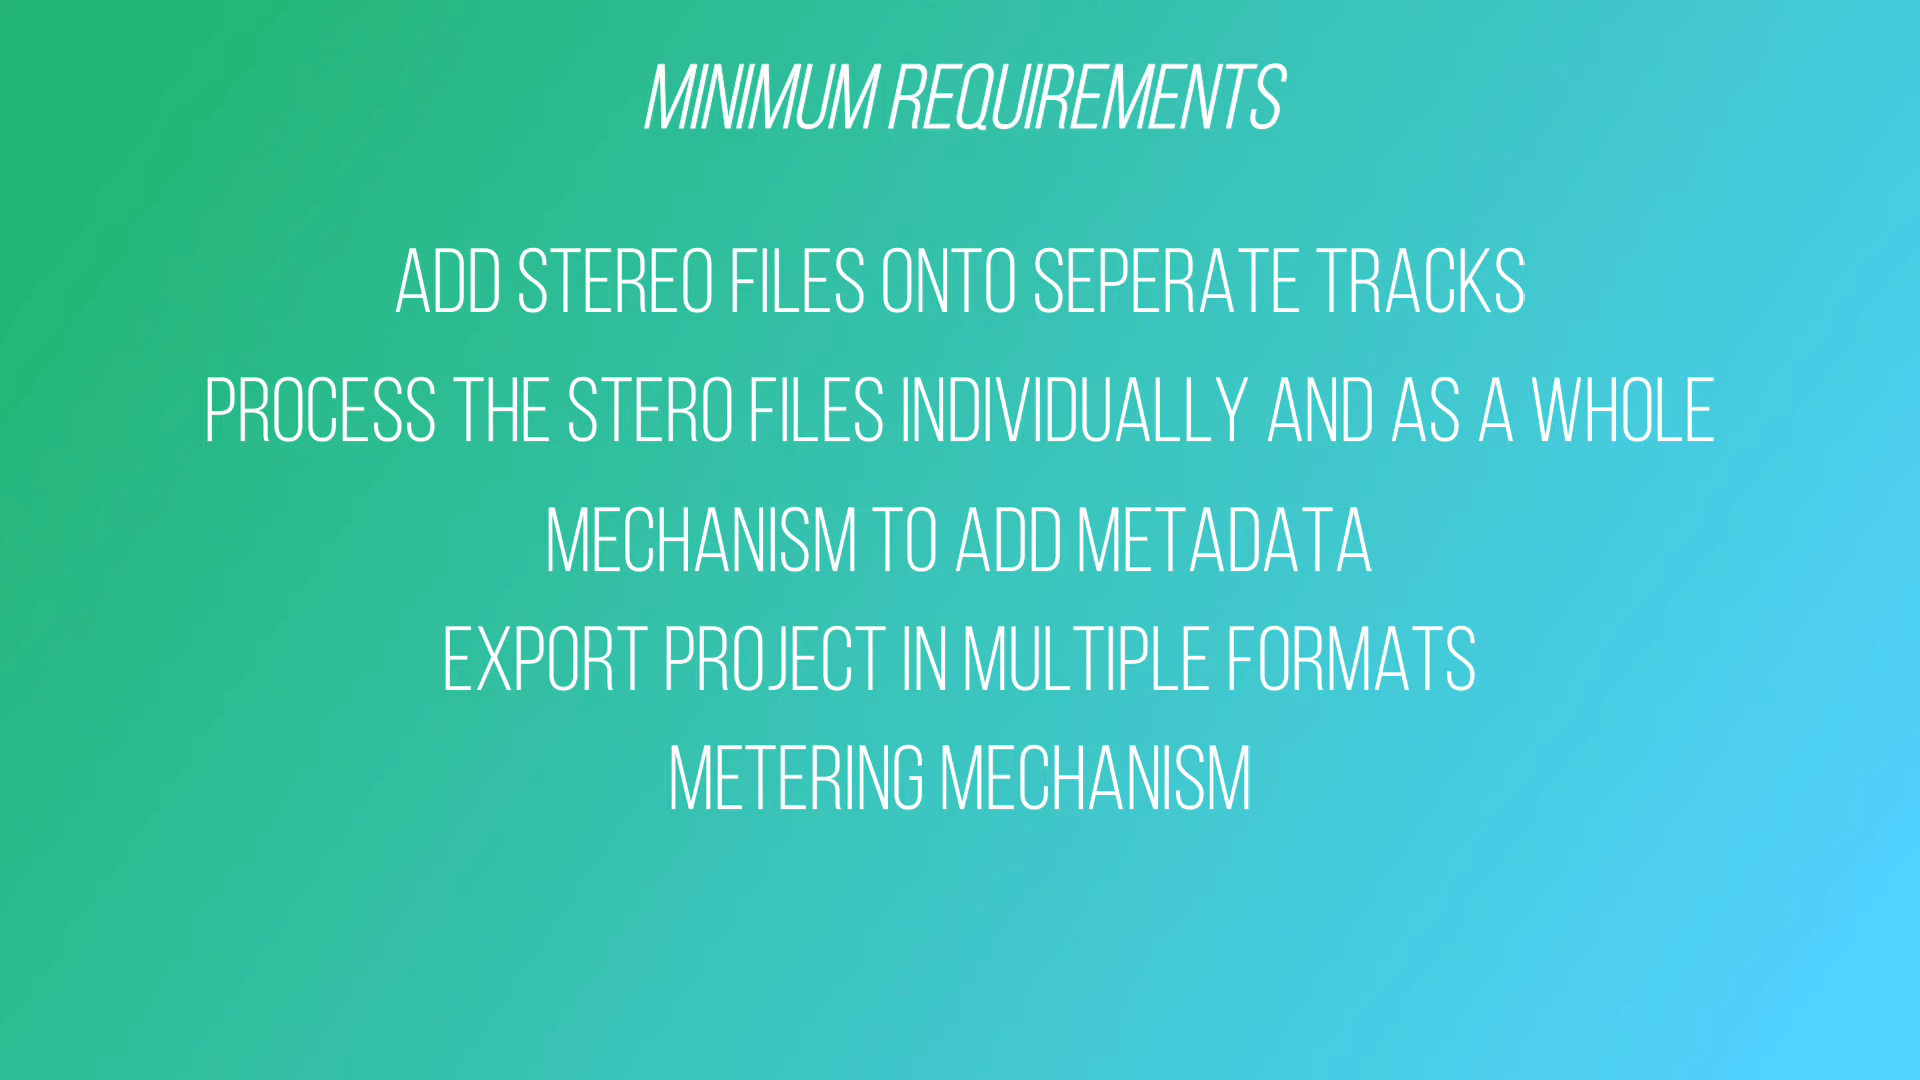 MINIMUM REQUIREMENTS
ADD STEREO FILES ONTO SEPERATE TRACKS
PROCESS THE STERO FILES INDIVIDUALLY AND AS A WHOLE
MECHANISM TO ADD METADATA
EXPORT PROJECT IN MULTIPLE FORMATS
METERING MECHANISM